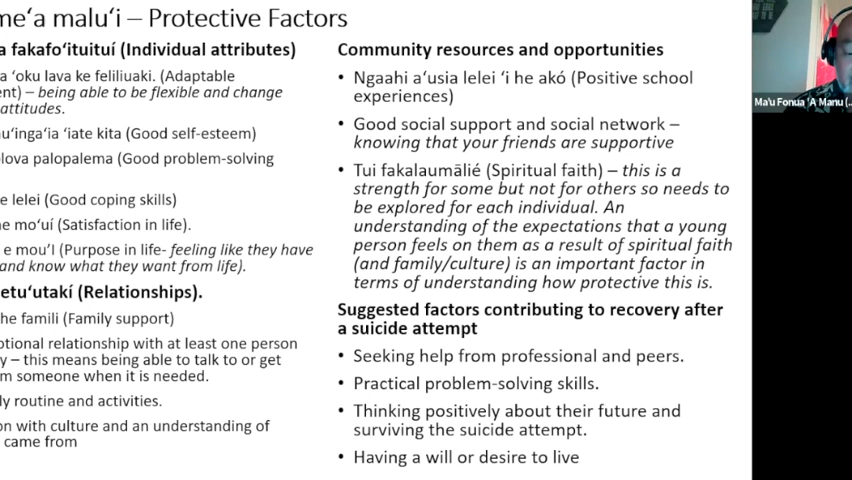 me‘a malu‘i – Protective Factors
a fakafo‘ituituí (Individual attributes)
a ‘oku lava ke feliliuaki. (Adaptable
ent) – being able to be flexible and change
attitudes.
u‘inga‘ia ‘iate kita (Good self-esteem)
olova palopalema (Good problem-solving
e lelei (Good coping skills)
e mo‘uí (Satisfaction in life).
e mou’I (Purpose in life- feeling like they have
and know what they want from life).
etu‘utakí (Relationships).
he famili (Family support)
otional relationship with at least one person
y – this means being able to talk to or get
m someone when it is needed.
ly routine and activities.
on with culture and an understanding of
came from
Community resources and opportunities
• Ngaahi a‘usia lelei ‘i he akó (Positive school
experiences)
• Good social support and social network –
knowing that your friends are supportive
• Tui fakalaumālié (Spiritual faith) – this is a
strength for some but not for others so needs to
be explored for each individual. An
understanding of the expectations that a young
person feels on them as a result of spiritual faith
(and family/culture) is an important factor in
terms of understanding how protective this is.
Suggested factors contributing to recovery after
a suicide attempt
• Seeking help from professional and peers.
• Practical problem-solving skills.
• Thinking positively about their future and
surviving the suicide attempt.
• Having a will or desire to live
Ma'u Fonua 'A Manu (...